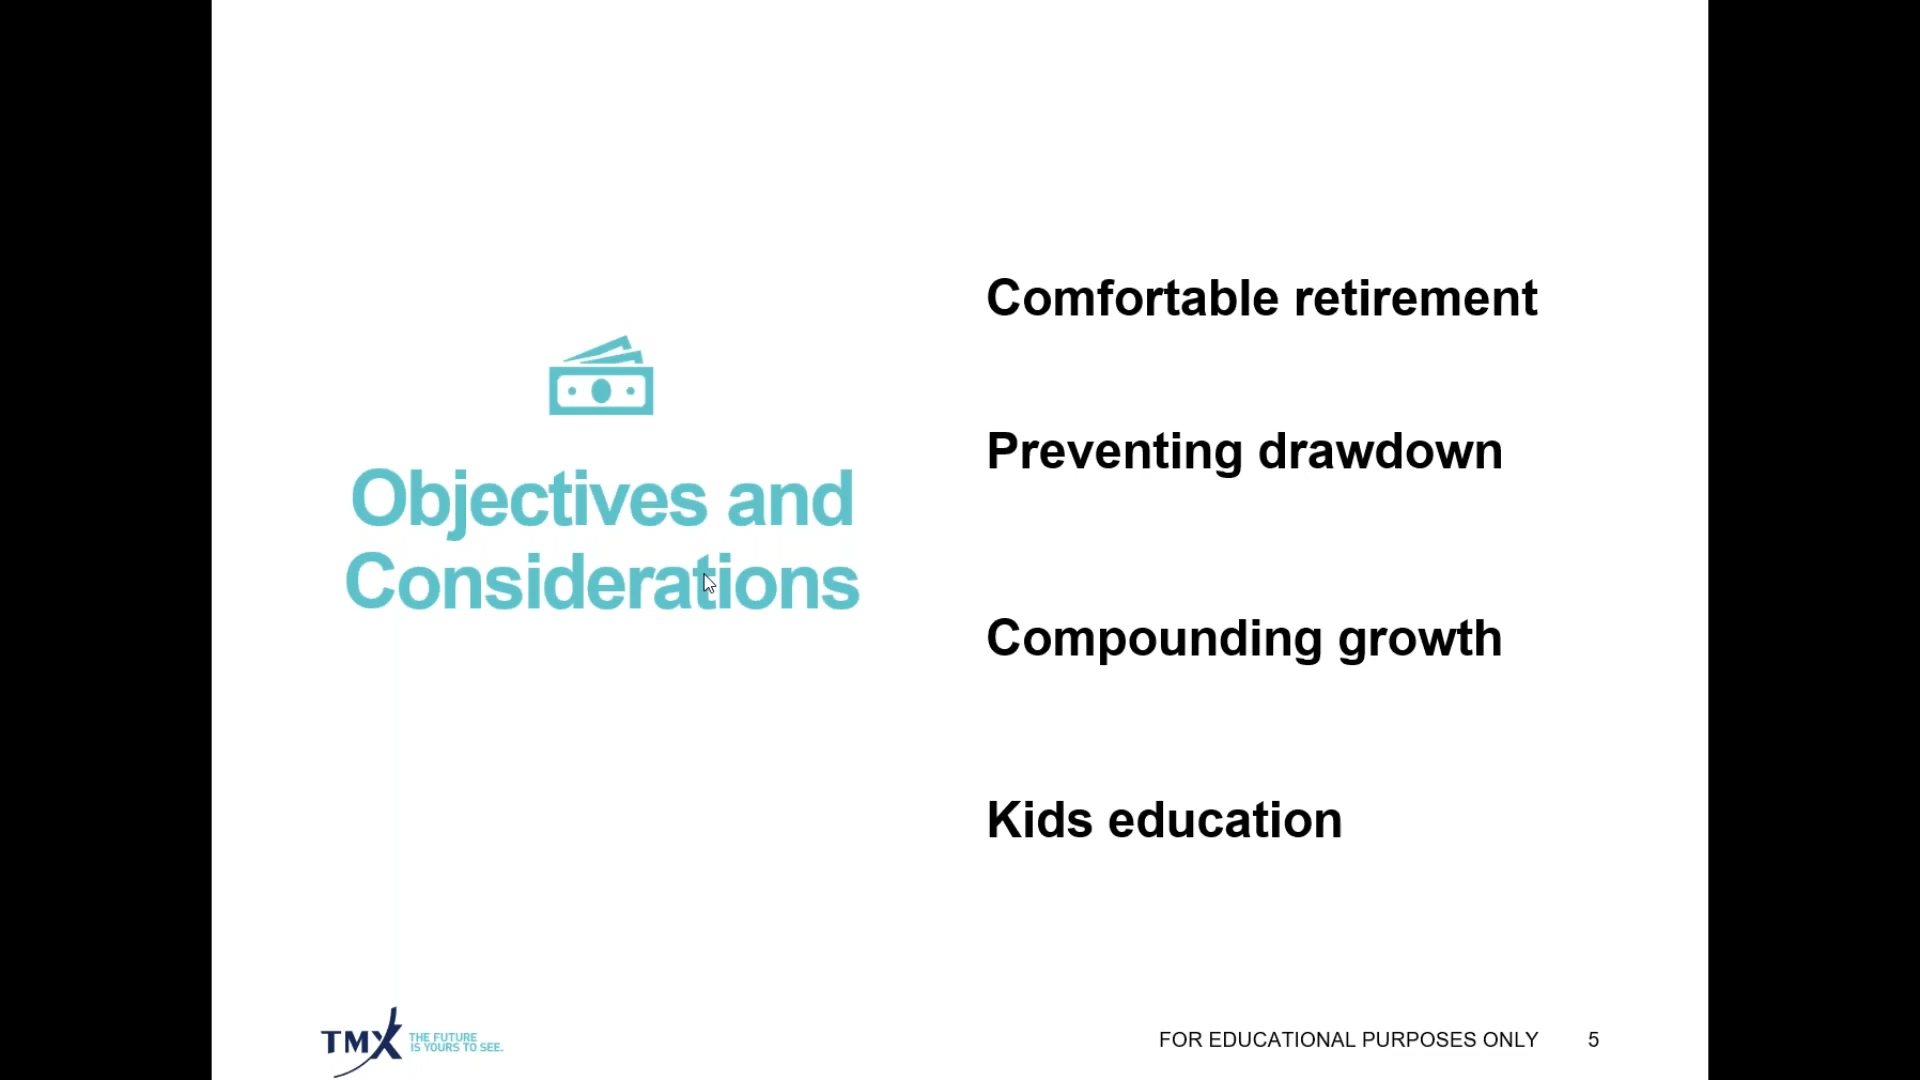 Objectives and
Considerations
Comfortable retirement
Preventing drawdown
Compounding growth
Kids education
TMX THE FUTURE
IS YOURS TO SEE.
FOR EDUCATIONAL PURPOSES ONLY 5